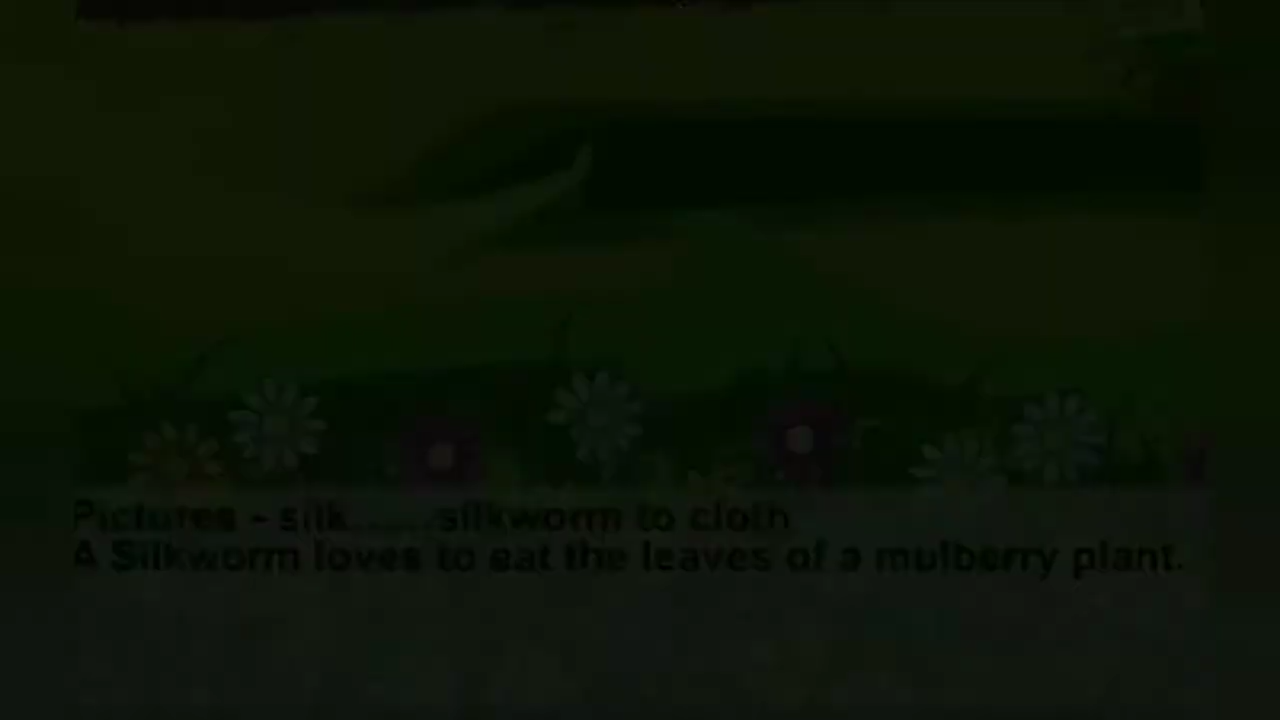 Pictures - silk.......silkworm to cloth
A Silkworm loves to eat the leaves of a mulberry plant.